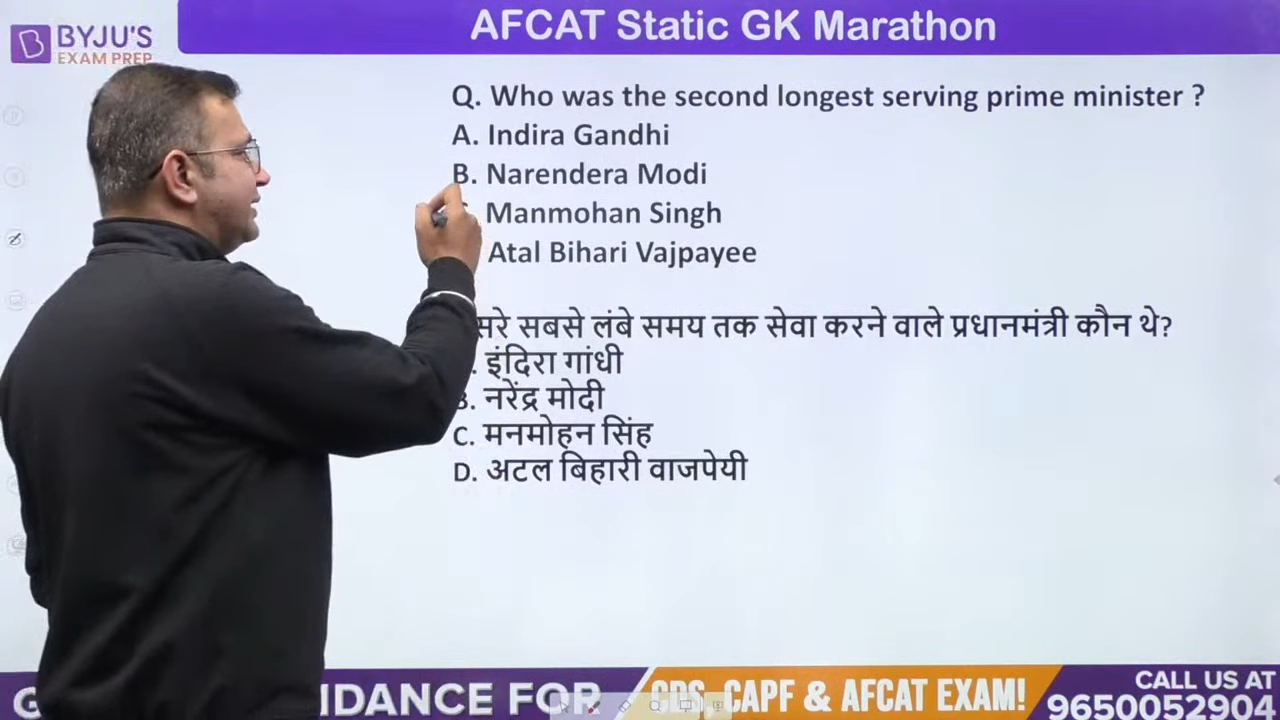 AFCAT Static GK Marathon
BYJU'S
EXAM PREP
Q. Who was the second longest serving prime minister ?
A. Indira Gandhi
B. Narendera Modi
Manmohan Singh
Atal Bihari Vajpayee
सबसे लंबे समय तक सेवा करने वाले प्रधानमंत्री कौन थे?
इंदिरा गांधी
B. नरेंद्र मोदी
C. मनमोहन सिंह
D. अटल बिहारी वाजपेयी
FOR CDS, CAPF & AFCAT EXAM!
CALL US AT
9650052904